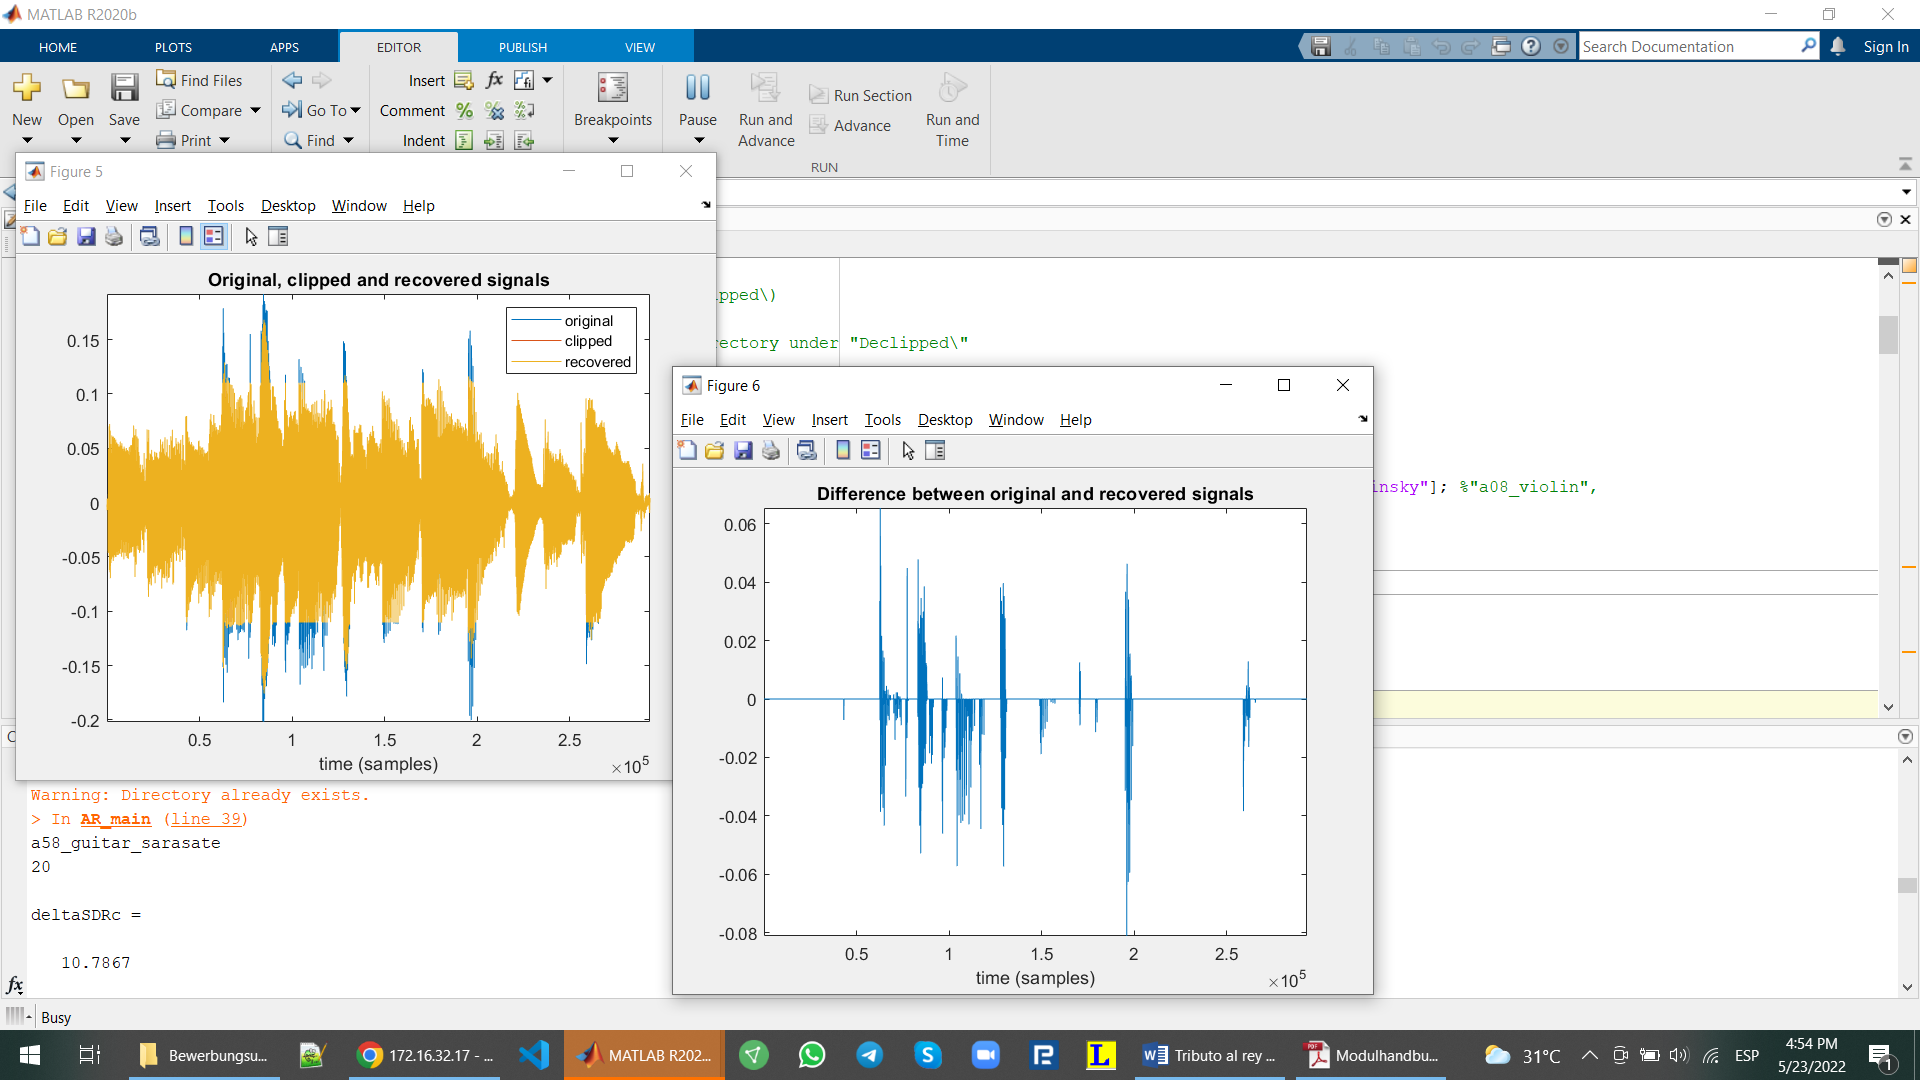 MATLAB R2020b
HOME PLOTS APPS EDITOR PUBLISH VIEW
Search Documentation
Sign In
New
Open
Save
Find Files
Compare
Print
Go To
Find
Insert fx
Comment
Indent
Breakpoints
Pause
Run and Advance
Run Section
Advance
Run and Time
RUN
Figure 5
File Edit View Insert Tools Desktop Window Help
Original, clipped and recovered signals
original
clipped
recovered
0.15
0.1
0.05
0
-0.05
-0.1
-0.15
-0.2
0.5 1 1.5 2 2.5
time (samples)
×10^5
pped\)
rectory under "Declipped\"
insky"]; %"a08_violin",
Figure 6
File Edit View Insert Tools Desktop Window Help
Difference between original and recovered signals
0.06
0.04
0.02
0
-0.02
-0.04
-0.06
-0.08
0.5 1 1.5 2 2.5
time (samples)
×10^5
Warning: Directory already exists.
> In AR_main (line 39)
a58_guitar_sarasate
20
deltaSDRc =
10.7867
fx
Busy
Bewerbungsu...
172.16.32.17 - ...
MATLAB R202...
Tributo al rey ...
Modulhandbu...
31°C
ESP
4:54 PM
5/23/2022
1